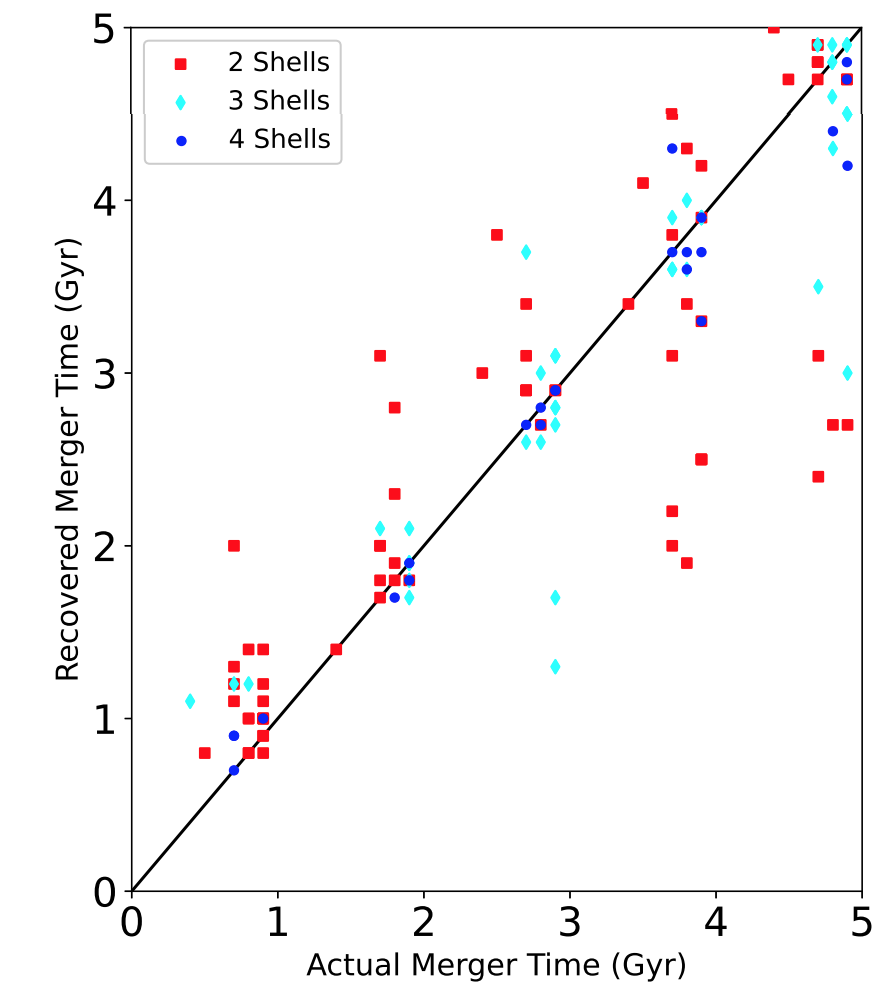 5
2 Shells
3 Shells
4 Shells
4
3
2
1
0
0 1 2 3 4 5
Recovered Merger Time (Gyr)
Actual Merger Time (Gyr)